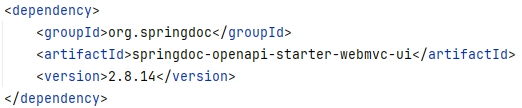 <dependency>
    <groupId>org.springdoc</groupId>
    <artifactId>springdoc-openapi-starter-webmvc-ui</artifactId>
    <version>2.8.14</version>
</dependency>